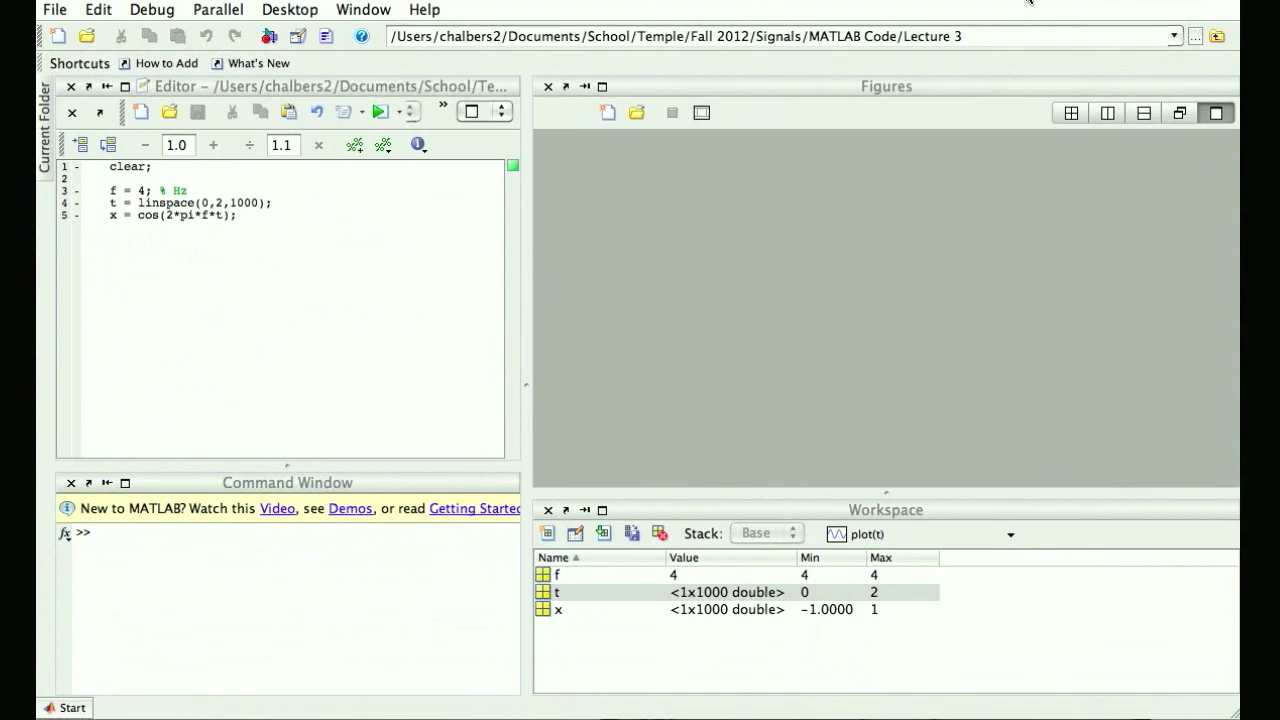 File Edit Debug Parallel Desktop Window Help
/Users/chalbers2/Documents/School/Temple/Fall 2012/Signals/MATLAB Code/Lecture 3 ...
Shortcuts How to Add What's New
Current Folder
Editor – /Users/chalbers2/Documents/School/Te...
»
− 1.0 + ÷ 1.1 ×
1 - clear;
2
3 - f = 4; % Hz
4 - t = linspace(0,2,1000);
5 - x = cos(2*pi*f*t);
Command Window
New to MATLAB? Watch this Video, see Demos, or read Getting Started
fx >>
Figures
Workspace
Stack: Base plot(t)
Name Value Min Max
f 4 4 4
t <1x1000 double> 0 2
x <1x1000 double> −1.0000 1
Start